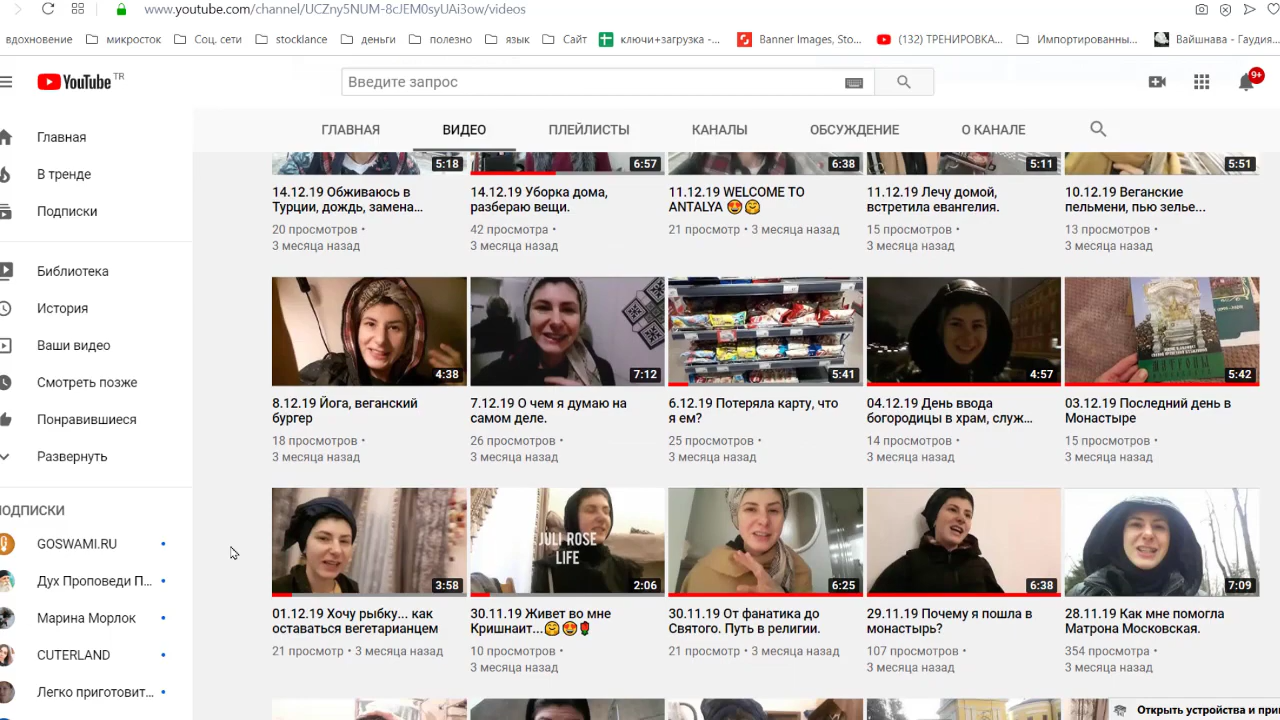 www.youtube.com/channel/UCZny5NUM-8cJEM0syUAi3ow/videos
вдохновение микросток Соц. сети stocklance деньги полезно язык Сайт ключи+загрузка -... Banner Images, Sto... (132) ТРЕНИРОВКА... Импортированны... Вайшнава - Гаудия...
YouTube TR
Введите запрос
9+
ГЛАВНАЯ ВИДЕО ПЛЕЙЛИСТЫ КАНАЛЫ ОБСУЖДЕНИЕ О КАНАЛЕ
Главная
В тренде
Подписки
Библиотека
История
Ваши видео
Смотреть позже
Понравившиеся
Развернуть
ПОДПИСКИ
GOSWAMI.RU
Дух Проповеди П...
Марина Морлок
CUTERLAND
Легко приготовит...
5:18
14.12.19 Обживаюсь в
Турции, дождь, замена...
20 просмотров •
3 месяца назад
6:57
14.12.19 Уборка дома,
разбераю вещи.
42 просмотра •
3 месяца назад
6:38
11.12.19 WELCOME TO
ANTALYA 😍🤗
21 просмотр • 3 месяца назад
5:11
11.12.19 Лечу домой,
встретила евангелия.
15 просмотров •
3 месяца назад
5:51
10.12.19 Веганские
пельмени, пью зелье...
13 просмотров •
3 месяца назад
4:38
8.12.19 Йога, веганский
бургер
18 просмотров •
3 месяца назад
7:12
7.12.19 О чем я думаю на
самом деле.
26 просмотров •
3 месяца назад
5:41
6.12.19 Потеряла карту, что
я ем?
25 просмотров •
3 месяца назад
4:57
04.12.19 День ввода
богородицы в храм, служ...
14 просмотров •
3 месяца назад
5:42
03.12.19 Последний день в
Монастыре
15 просмотров •
3 месяца назад
3:58
01.12.19 Хочу рыбку... как
оставаться вегетарианцем
21 просмотр • 3 месяца назад
JULI ROSE
LIFE
2:06
30.11.19 Живет во мне
Кришнаит...🤗😍🌹
10 просмотров •
3 месяца назад
6:25
30.11.19 От фанатика до
Святого. Путь в религии.
21 просмотр • 3 месяца назад
6:38
29.11.19 Почему я пошла в
монастырь?
107 просмотров •
3 месяца назад
7:09
28.11.19 Как мне помогла
Матрона Московская.
354 просмотра •
3 месяца назад
Открыть устройства и при